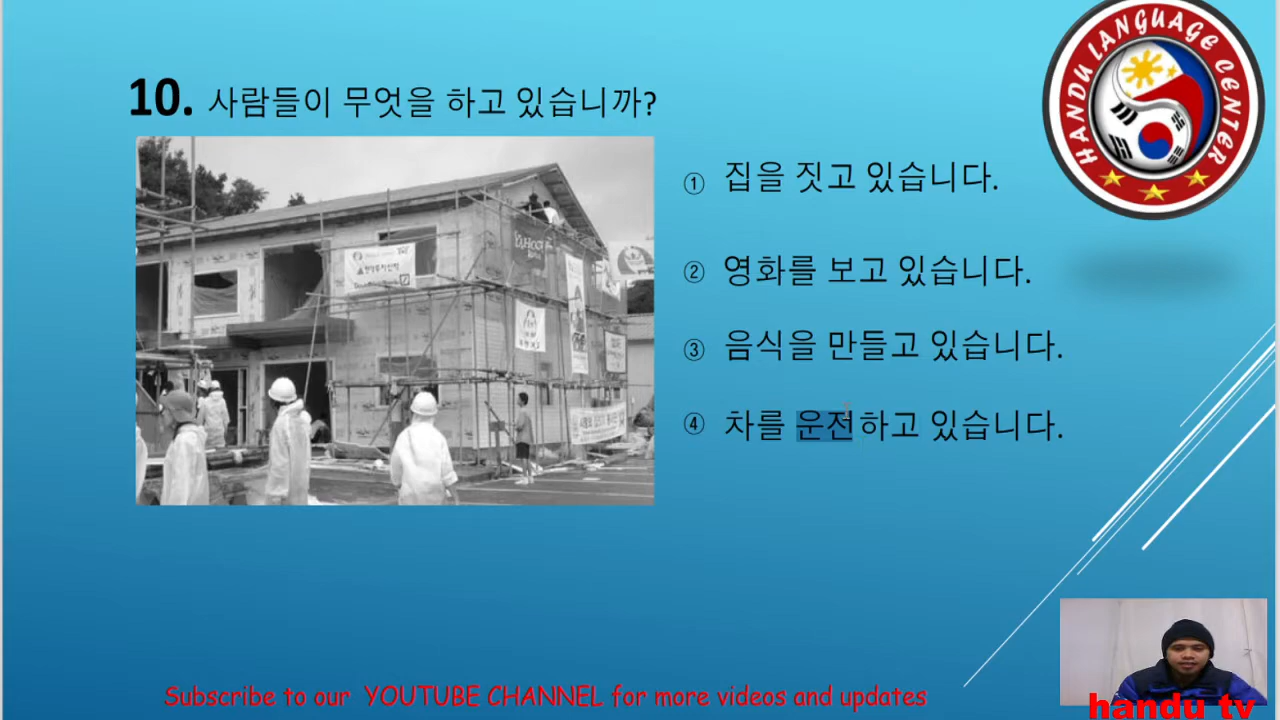 10. 사람들이 무엇을 하고 있습니까?
① 집을 짓고 있습니다.
② 영화를 보고 있습니다.
③ 음식을 만들고 있습니다.
④ 차를 운전하고 있습니다.
HANDU LANGUAGE CENTER
YAHOO!
Subscribe to our YOUTUBE CHANNEL for more videos and updates
handu tv